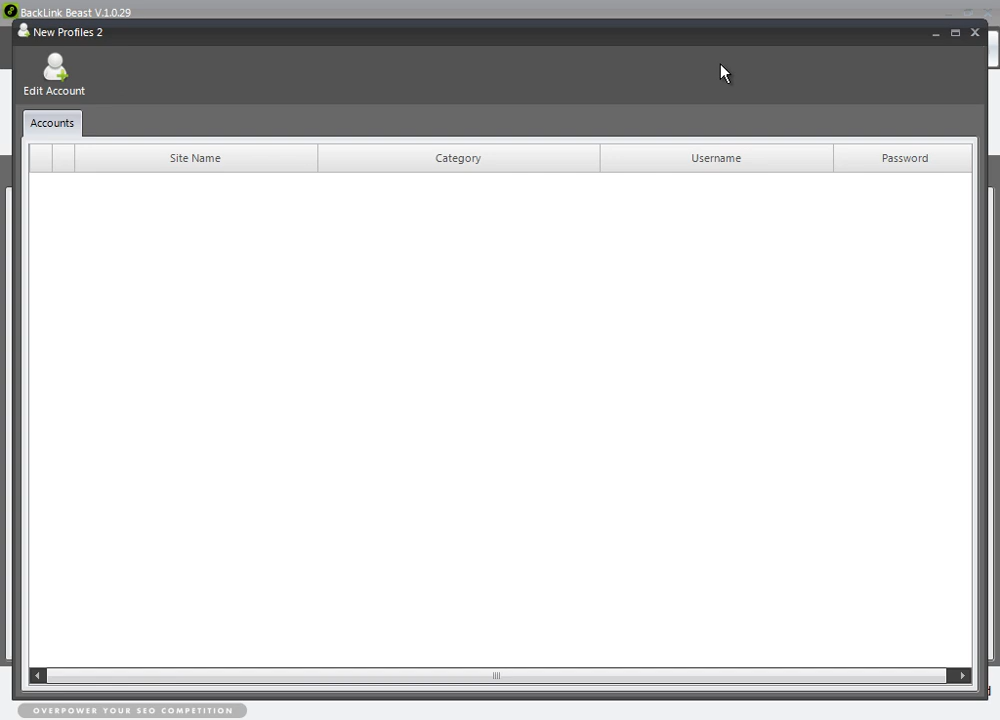 BackLink Beast V.1.0.29
New Profiles 2
Edit Account
Accounts
Site Name Category Username Password
OVERPOWER YOUR SEO COMPETITION